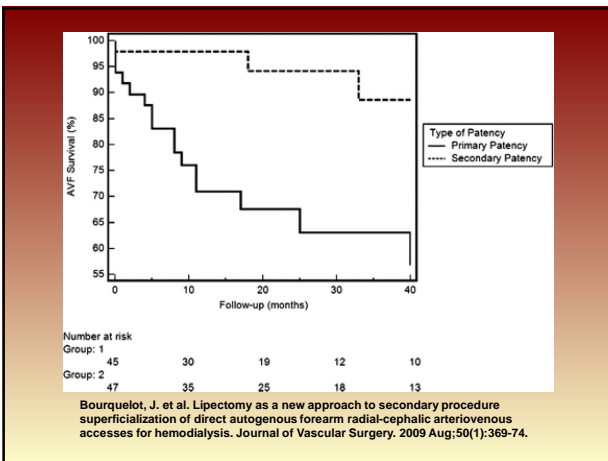 100
95
90
85
80
75
70
65
60
55
AVF Survival (%)
0 10 20 30 40
Follow-up (months)
Type of Patency
Primary Patency
Secondary Patency
Number at risk
Group: 1
45 30 19 12 10
Group: 2
47 35 25 18 13
Bourquelot, J. et al. Lipectomy as a new approach to secondary procedure
superficialization of direct autogenous forearm radial-cephalic arteriovenous
accesses for hemodialysis. Journal of Vascular Surgery. 2009 Aug;50(1):369-74.